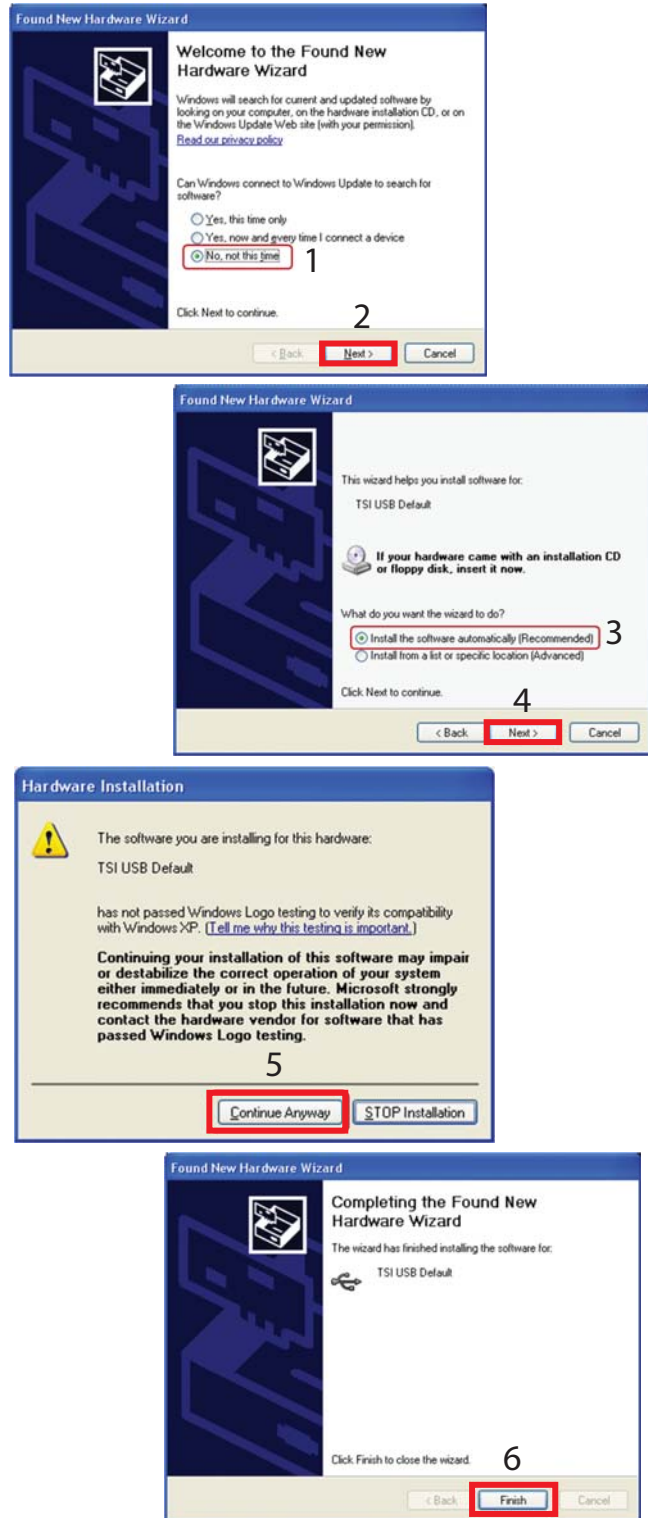 Found New Hardware Wizard
Welcome to the Found New
Hardware Wizard
Windows will search for current and updated software by
looking on your computer, on the hardware installation CD, or on
the Windows Update Web site (with your permission).
Read our privacy policy
Can Windows connect to Windows Update to search for
software?
Yes, this time only
Yes, now and every time I connect a device
No, not this time
1
Click Next to continue.
2
< Back
Next >
Cancel
Found New Hardware Wizard
This wizard helps you install software for:
TSI USB Default
If your hardware came with an installation CD
or floppy disk, insert it now.
What do you want the wizard to do?
Install the software automatically (Recommended)
3
Install from a list or specific location (Advanced)
Click Next to continue.
4
< Back
Next >
Cancel
Hardware Installation
The software you are installing for this hardware:
TSI USB Default
has not passed Windows Logo testing to verify its compatibility
with Windows XP. (Tell me why this testing is important.)
Continuing your installation of this software may impair
or destabilize the correct operation of your system
either immediately or in the future. Microsoft strongly
recommends that you stop this installation now and
contact the hardware vendor for software that has
passed Windows Logo testing.
5
Continue Anyway
STOP Installation
Found New Hardware Wizard
Completing the Found New
Hardware Wizard
The wizard has finished installing the software for:
TSI USB Default
Click Finish to close the wizard.
6
< Back
Finish
Cancel